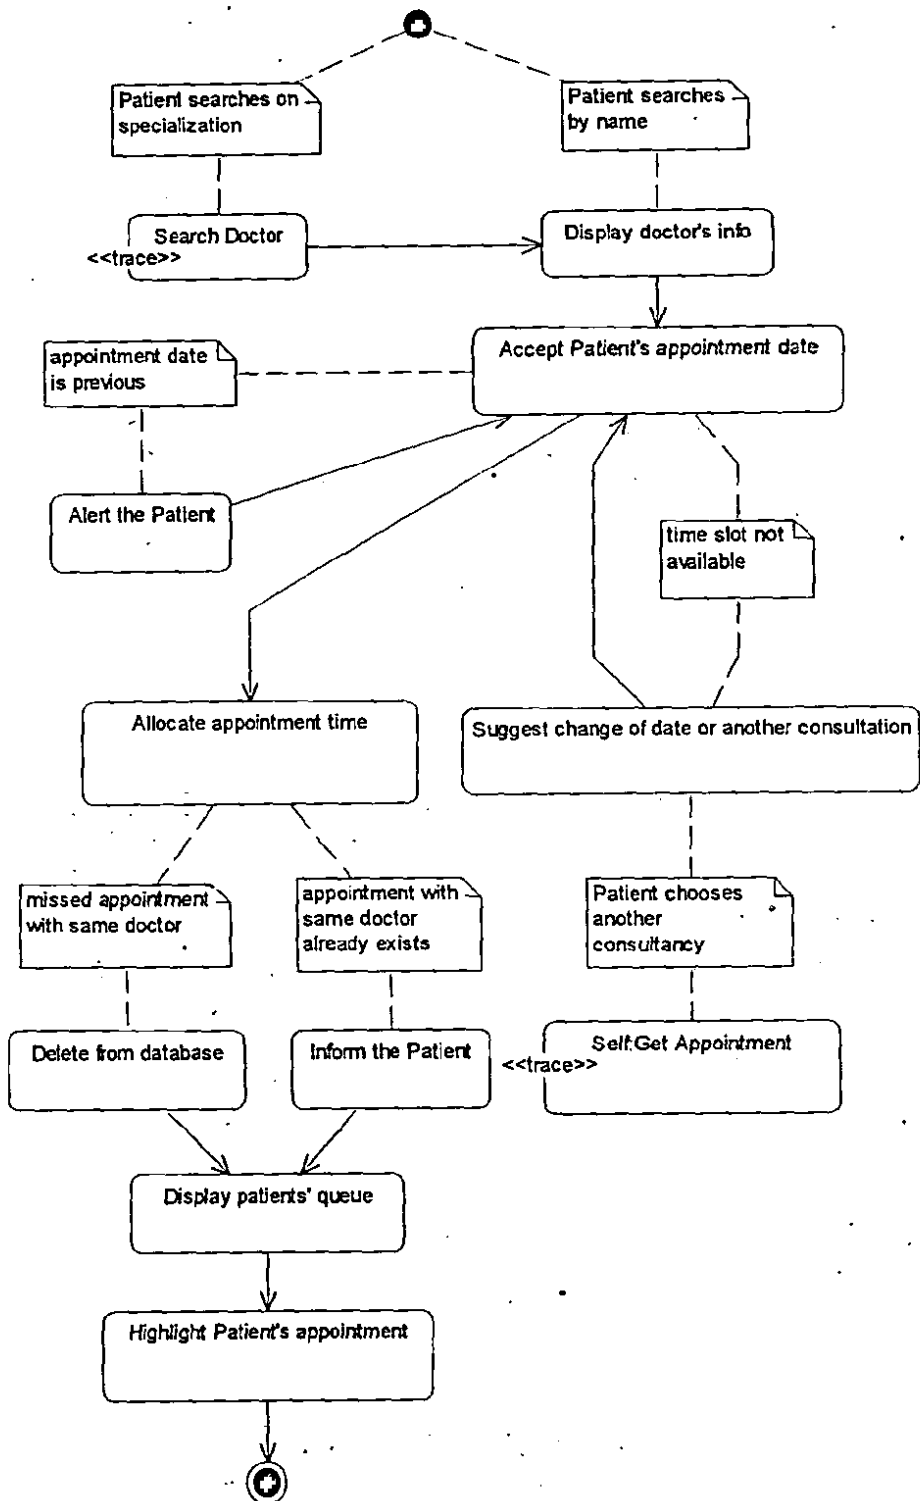 Patient searches on
specialization
Patient searches
by name
Search Doctor
<<trace>>
Display doctor's info
Accept Patient's appointment date
appointment date
is previous
Alert the Patient
time slot not
available
Allocate appointment time
Suggest change of date or another consultation
missed appointment
with same doctor
appointment with
same doctor
already exists
Patient chooses
another
consultancy
Delete from database
Inform the Patient
Self:Get Appointment
<<trace>>
Display patients' queue
Highlight Patient's appointment